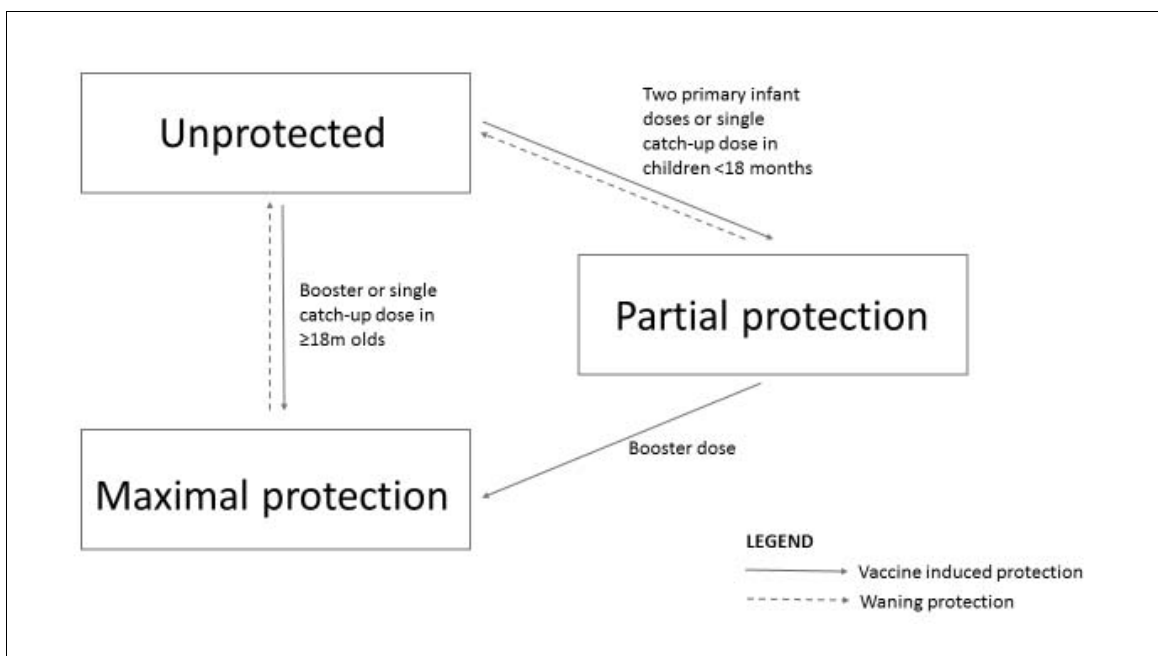 Unprotected
Two primary infant
doses or single
catch-up dose in
children <18 months
Booster or single
catch-up dose in
≥18m olds
Partial protection
Booster dose
Maximal protection
LEGEND
Vaccine induced protection
Waning protection